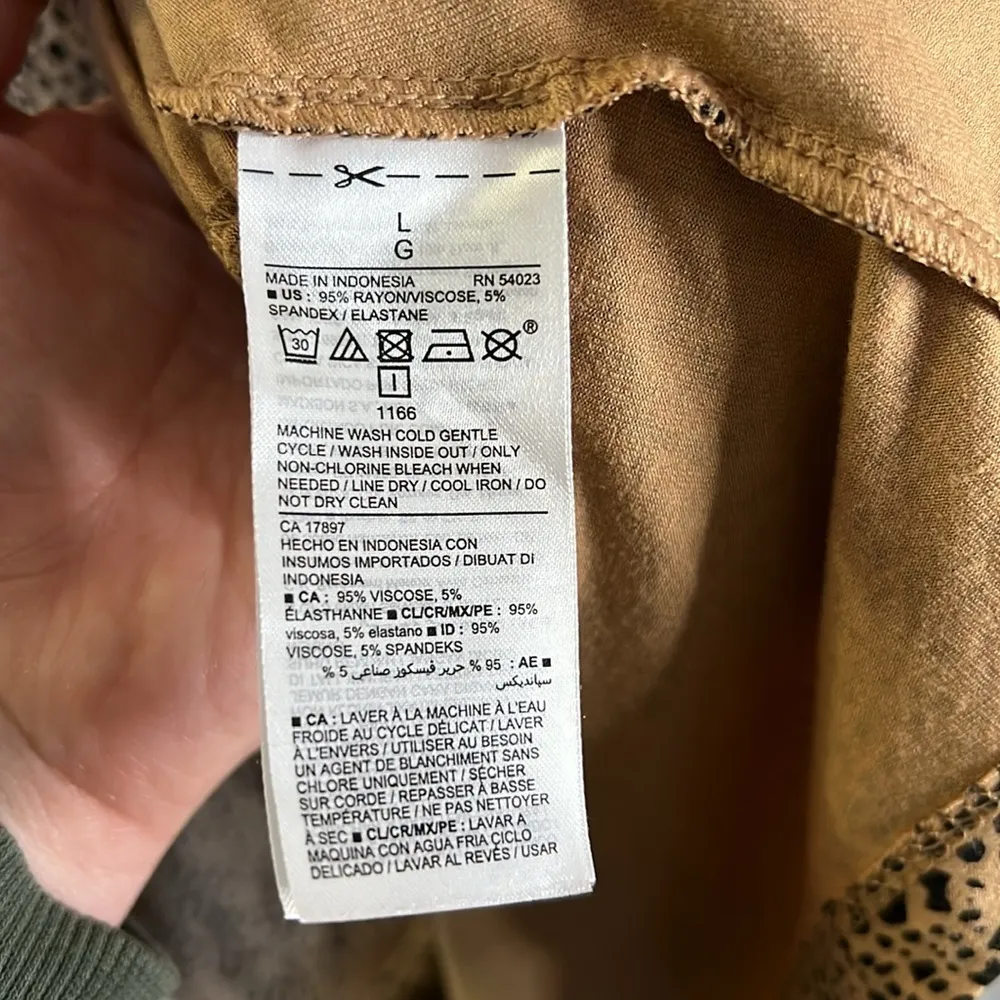 L
G
MADE IN INDONESIA RN 54023
■ US : 95% RAYON/VISCOSE, 5%
SPANDEX / ELASTANE
30 ®
1166
MACHINE WASH COLD GENTLE
CYCLE / WASH INSIDE OUT / ONLY
NON-CHLORINE BLEACH WHEN
NEEDED / LINE DRY / COOL IRON / DO
NOT DRY CLEAN
CA 17897
HECHO EN INDONESIA CON
INSUMOS IMPORTADOS / DIBUAT DI
INDONESIA
■ CA : 95% VISCOSE, 5%
ÉLASTHANNE ■ CL/CR/MX/PE : 95%
viscosa, 5% elastano ■ ID : 95%
VISCOSE, 5% SPANDEKS
■ AE : 95 % حرير فيسكوز صناعي 5 %
سپاندیکس
■ CA : LAVER À LA MACHINE À L'EAU
FROIDE AU CYCLE DÉLICAT / LAVER
À L'ENVERS / UTILISER AU BESOIN
UN AGENT DE BLANCHIMENT SANS
CHLORE UNIQUEMENT / SÉCHER
SUR CORDE / REPASSER À BASSE
TEMPÉRATURE / NE PAS NETTOYER
À SEC ■ CL/CR/MX/PE : LAVAR A
MAQUINA CON AGUA FRIA CICLO
DELICADO / LAVAR AL REVÉS / USAR